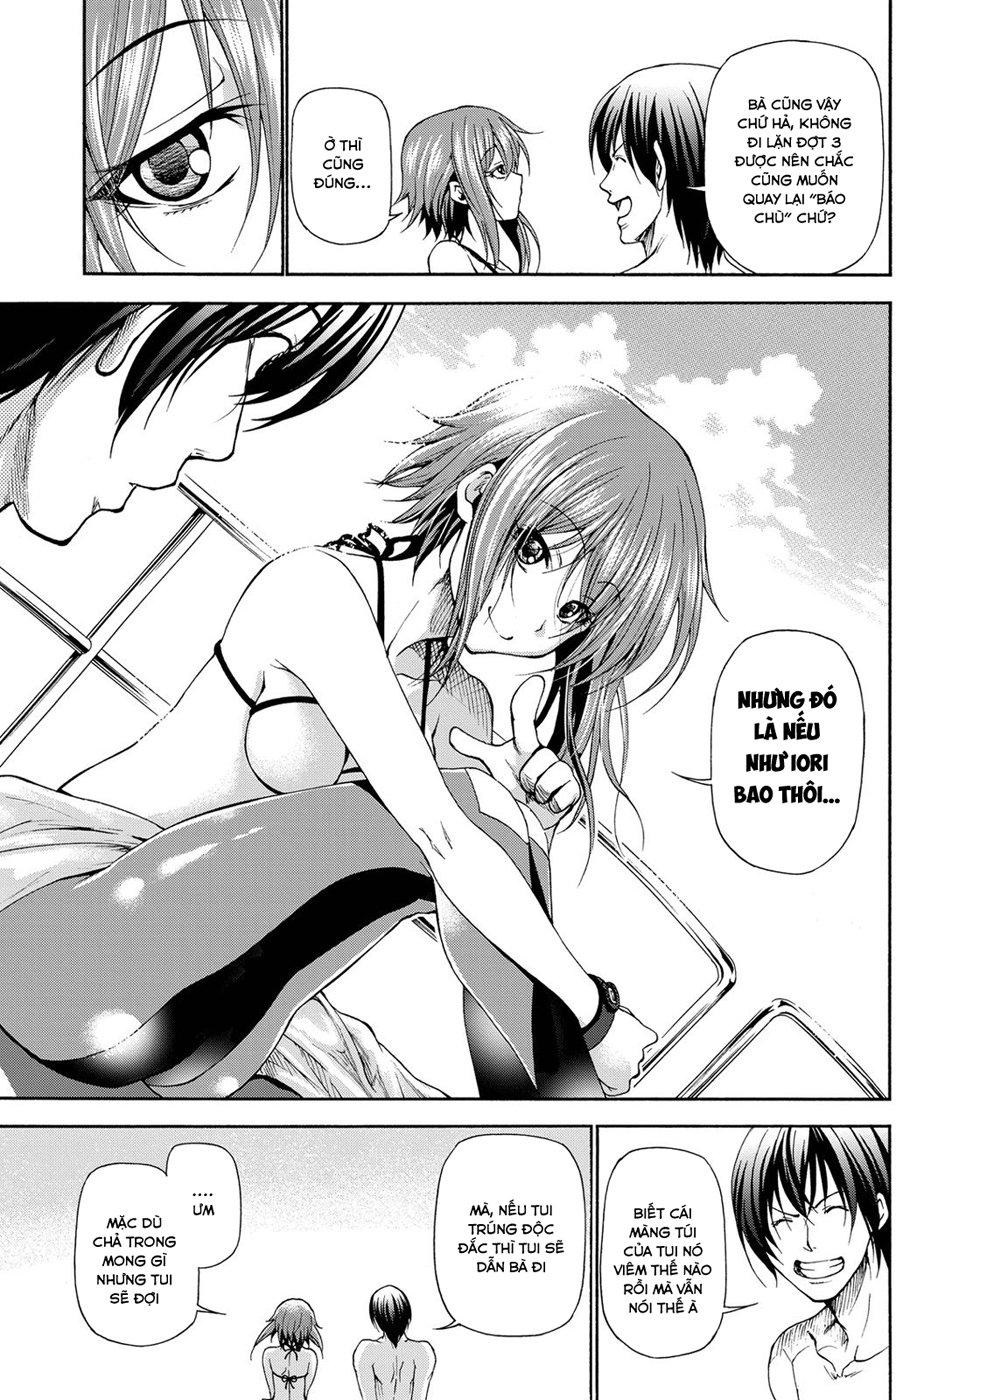 BÀ CŨNG VẬY
CHỨ HẢ, KHÔNG
ĐI LẶN ĐỢT 3
ĐƯỢC NÊN CHẮC
CŨNG MUỐN
QUAY LẠI "BÁO
CHÙ" CHỨ?
Ờ THÌ
CŨNG
ĐÚNG...
NHƯNG ĐÓ
LÀ NẾU
NHƯ IORI
BAO THÔI...
BIẾT CÁI
MÀNG TÚI
CỦA TUI NÓ
VIÊM THẾ NÀO
RỒI MÀ VẪN
NÓI THẾ À
MÀ, NẾU TUI
TRÚNG ĐỘC
ĐẮC THÌ TUI SẼ
DẪN BÀ ĐI
....
ƯM
MẶC DÙ
CHẢ TRONG
MONG GÌ
NHƯNG TUI
SẼ ĐỢI